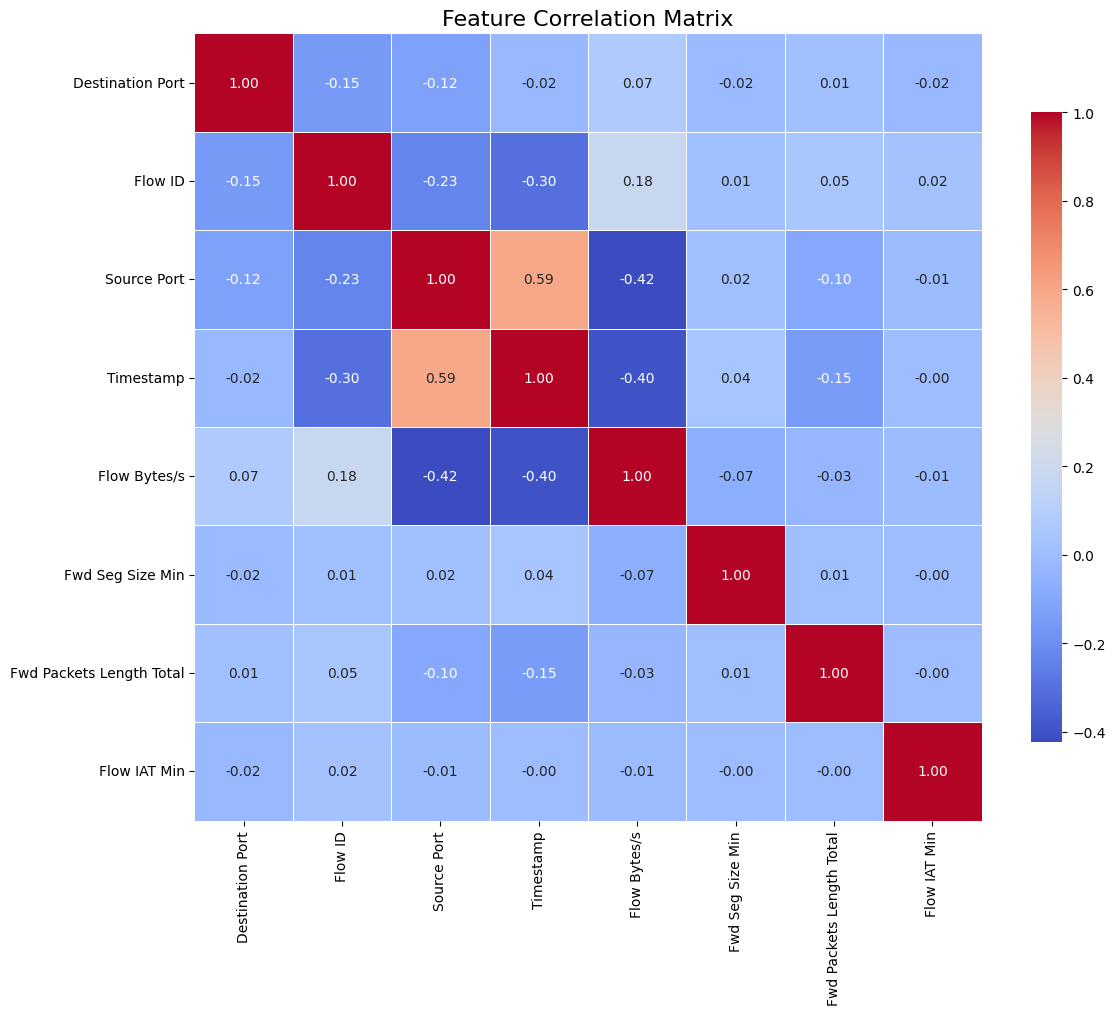 Feature Correlation Matrix
Destination Port 1.00 -0.15 -0.12 -0.02 0.07 -0.02 0.01 -0.02
Flow ID -0.15 1.00 -0.23 -0.30 0.18 0.01 0.05 0.02
Source Port -0.12 -0.23 1.00 0.59 -0.42 0.02 -0.10 -0.01
Timestamp -0.02 -0.30 0.59 1.00 -0.40 0.04 -0.15 -0.00
Flow Bytes/s 0.07 0.18 -0.42 -0.40 1.00 -0.07 -0.03 -0.01
Fwd Seg Size Min -0.02 0.01 0.02 0.04 -0.07 1.00 0.01 -0.00
Fwd Packets Length Total 0.01 0.05 -0.10 -0.15 -0.03 0.01 1.00 -0.00
Flow IAT Min -0.02 0.02 -0.01 -0.00 -0.01 -0.00 -0.00 1.00
Destination Port
Flow ID
Source Port
Timestamp
Flow Bytes/s
Fwd Seg Size Min
Fwd Packets Length Total
Flow IAT Min
1.0
0.8
0.6
0.4
0.2
0.0
−0.2
−0.4